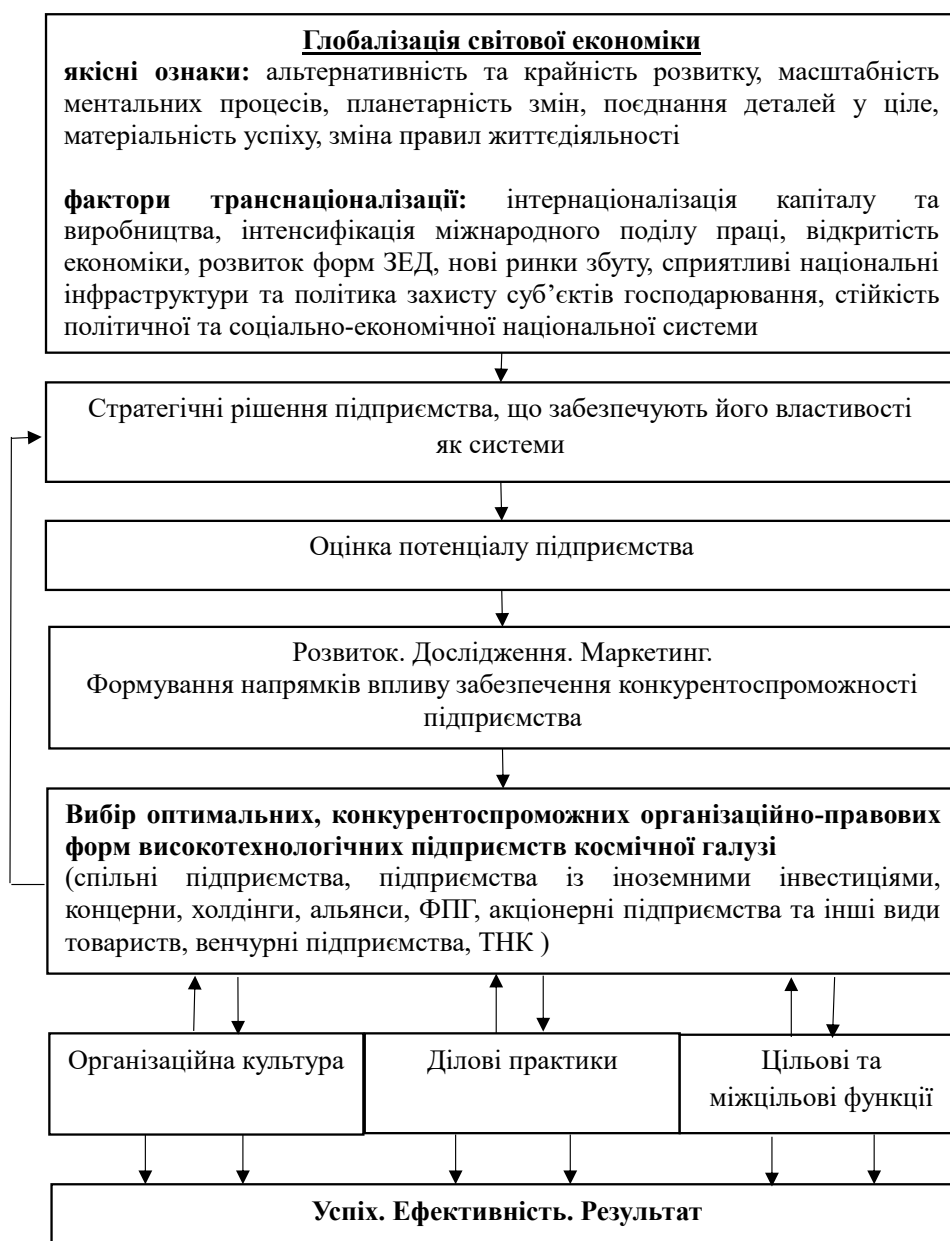 Глобалізація світової економіки
якісні ознаки: альтернативність та крайність розвитку, масштабність
ментальних процесів, планетарність змін, поєднання деталей у ціле,
матеріальність успіху, зміна правил життєдіяльності
фактори транснаціоналізації: інтернаціоналізація капіталу та
виробництва, інтенсифікація міжнародного поділу праці, відкритість
економіки, розвиток форм ЗЕД, нові ринки збуту, сприятливі національні
інфраструктури та політика захисту суб’єктів господарювання, стійкість
політичної та соціально-економічної національної системи
Стратегічні рішення підприємства, що забезпечують його властивості
як системи
Оцінка потенціалу підприємства
Розвиток. Дослідження. Маркетинг.
Формування напрямків впливу забезпечення конкурентоспроможності
підприємства
Вибір оптимальних, конкурентоспроможних організаційно-правових
форм високотехнологічних підприємств космічної галузі
(спільні підприємства, підприємства із іноземними інвестиціями,
концерни, холдінги, альянси, ФПГ, акціонерні підприємства та інші види
товариств, венчурні підприємства, ТНК )
Організаційна культура
Ділові практики
Цільові та
міжцільові функції
Успіх. Ефективність. Результат